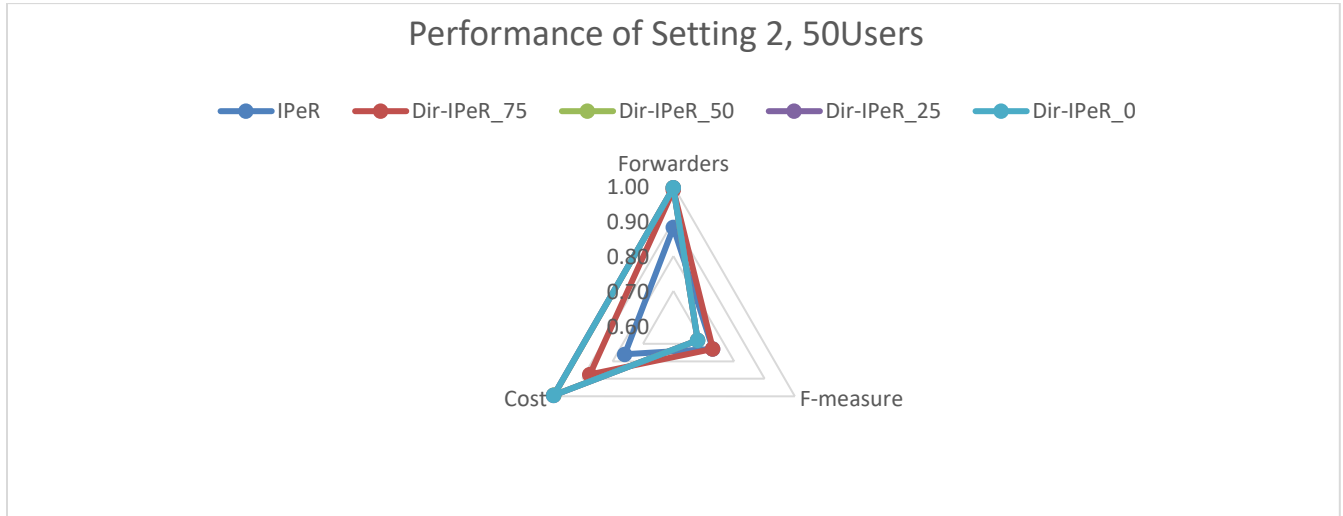 Performance of Setting 2, 50Users
IPeR Dir-IPeR_75 Dir-IPeR_50 Dir-IPeR_25 Dir-IPeR_0
Forwarders
1.00
0.90
0.80
0.70
0.60
Cost
F-measure